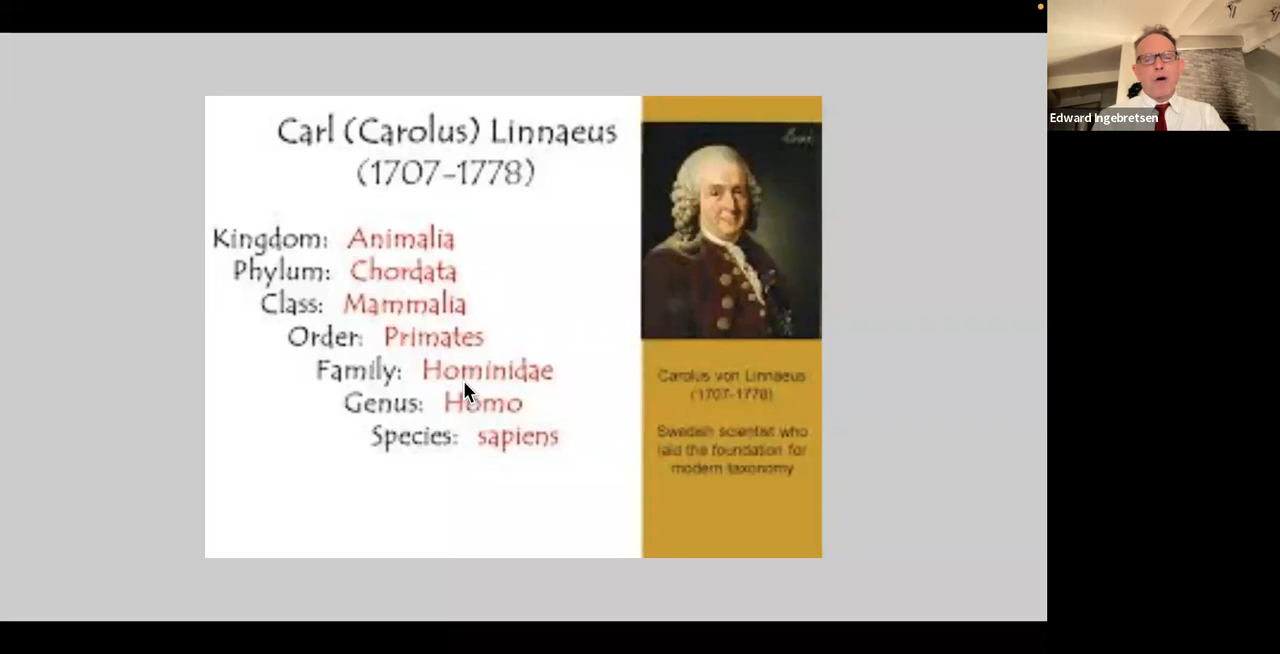 Carl (Carolus) Linnaeus
(1707-1778)
Kingdom: Animalia
Phylum: Chordata
Class: Mammalia
Order: Primates
Family: Hominidae
Genus: Homo
Species: sapiens
Carolus von Linnaeus
(1707-1778)
Swedish scientist who
laid the foundation for
modern taxonomy
Edward Ingebretsen